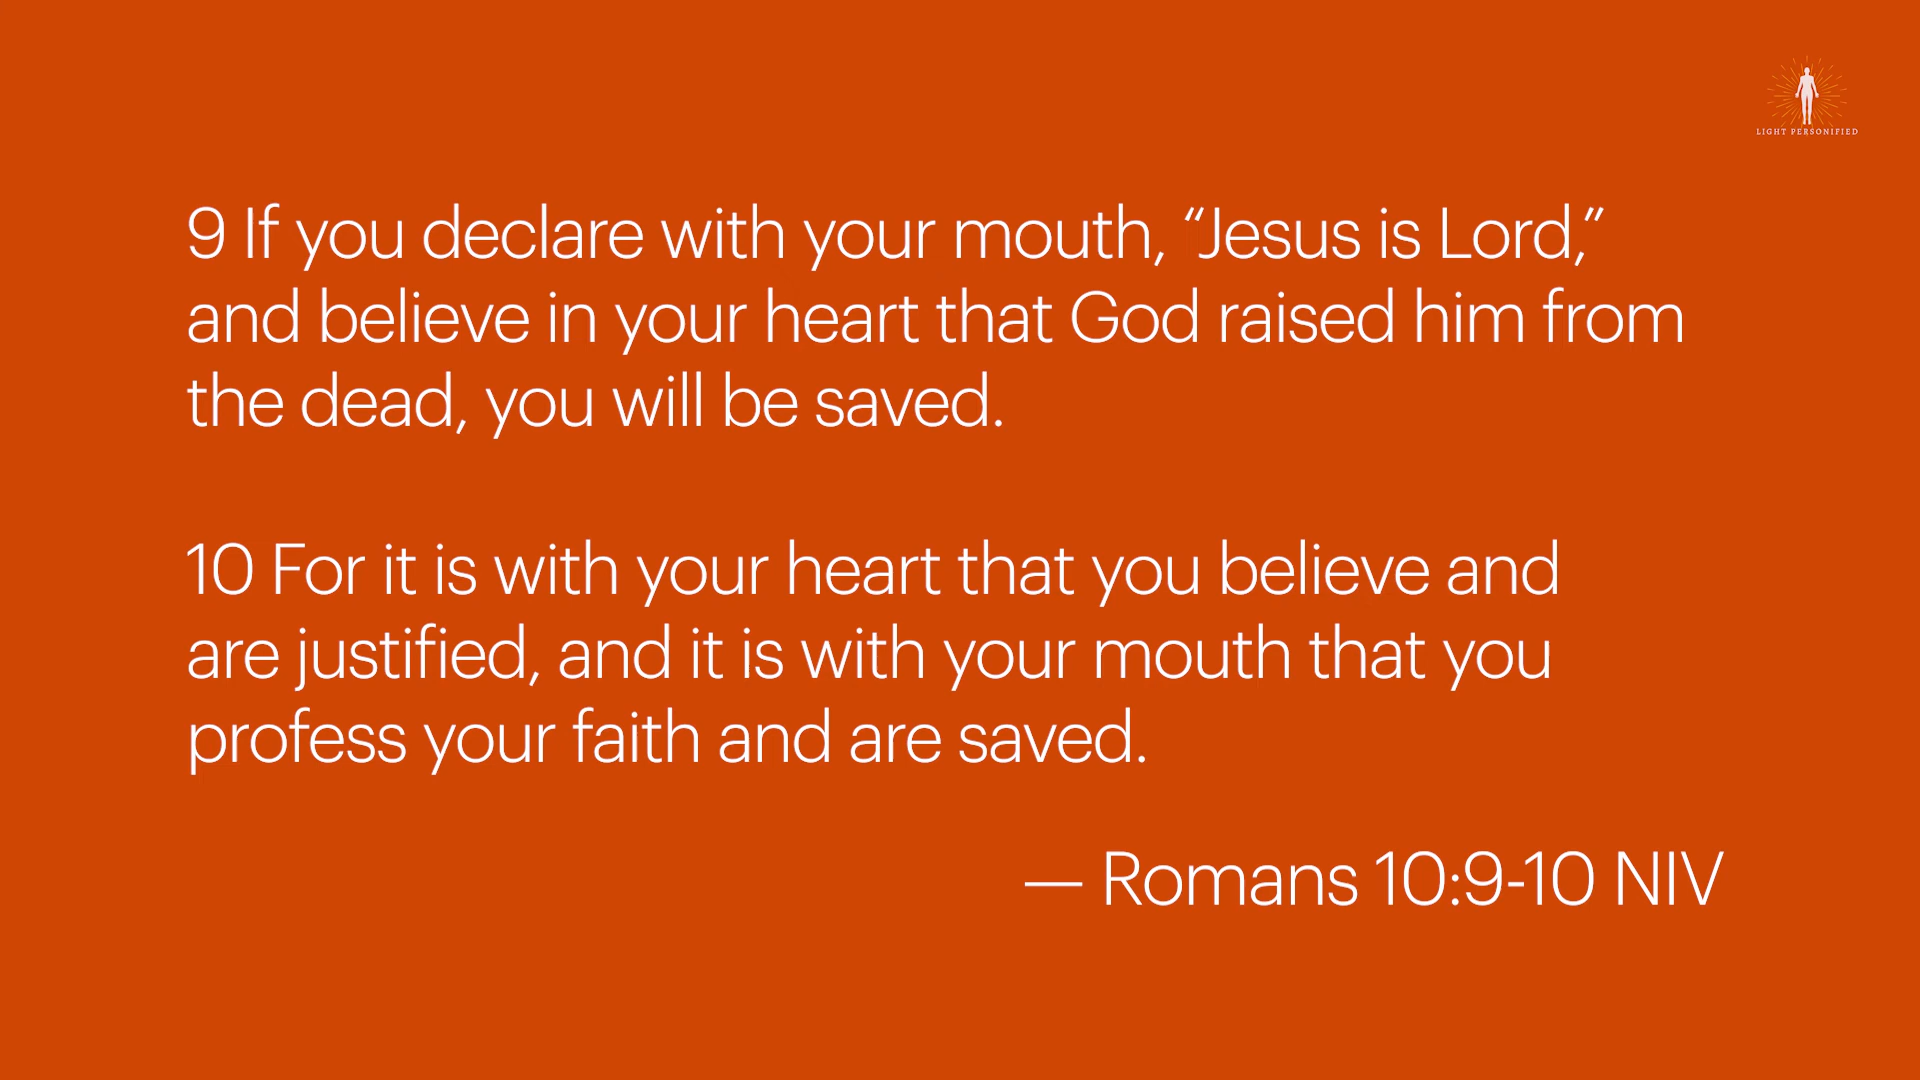 LIGHT PERSONIFIED
9 If you declare with your mouth, “Jesus is Lord,”
and believe in your heart that God raised him from
the dead, you will be saved.
10 For it is with your heart that you believe and
are justified, and it is with your mouth that you
profess your faith and are saved.
— Romans 10:9-10 NIV